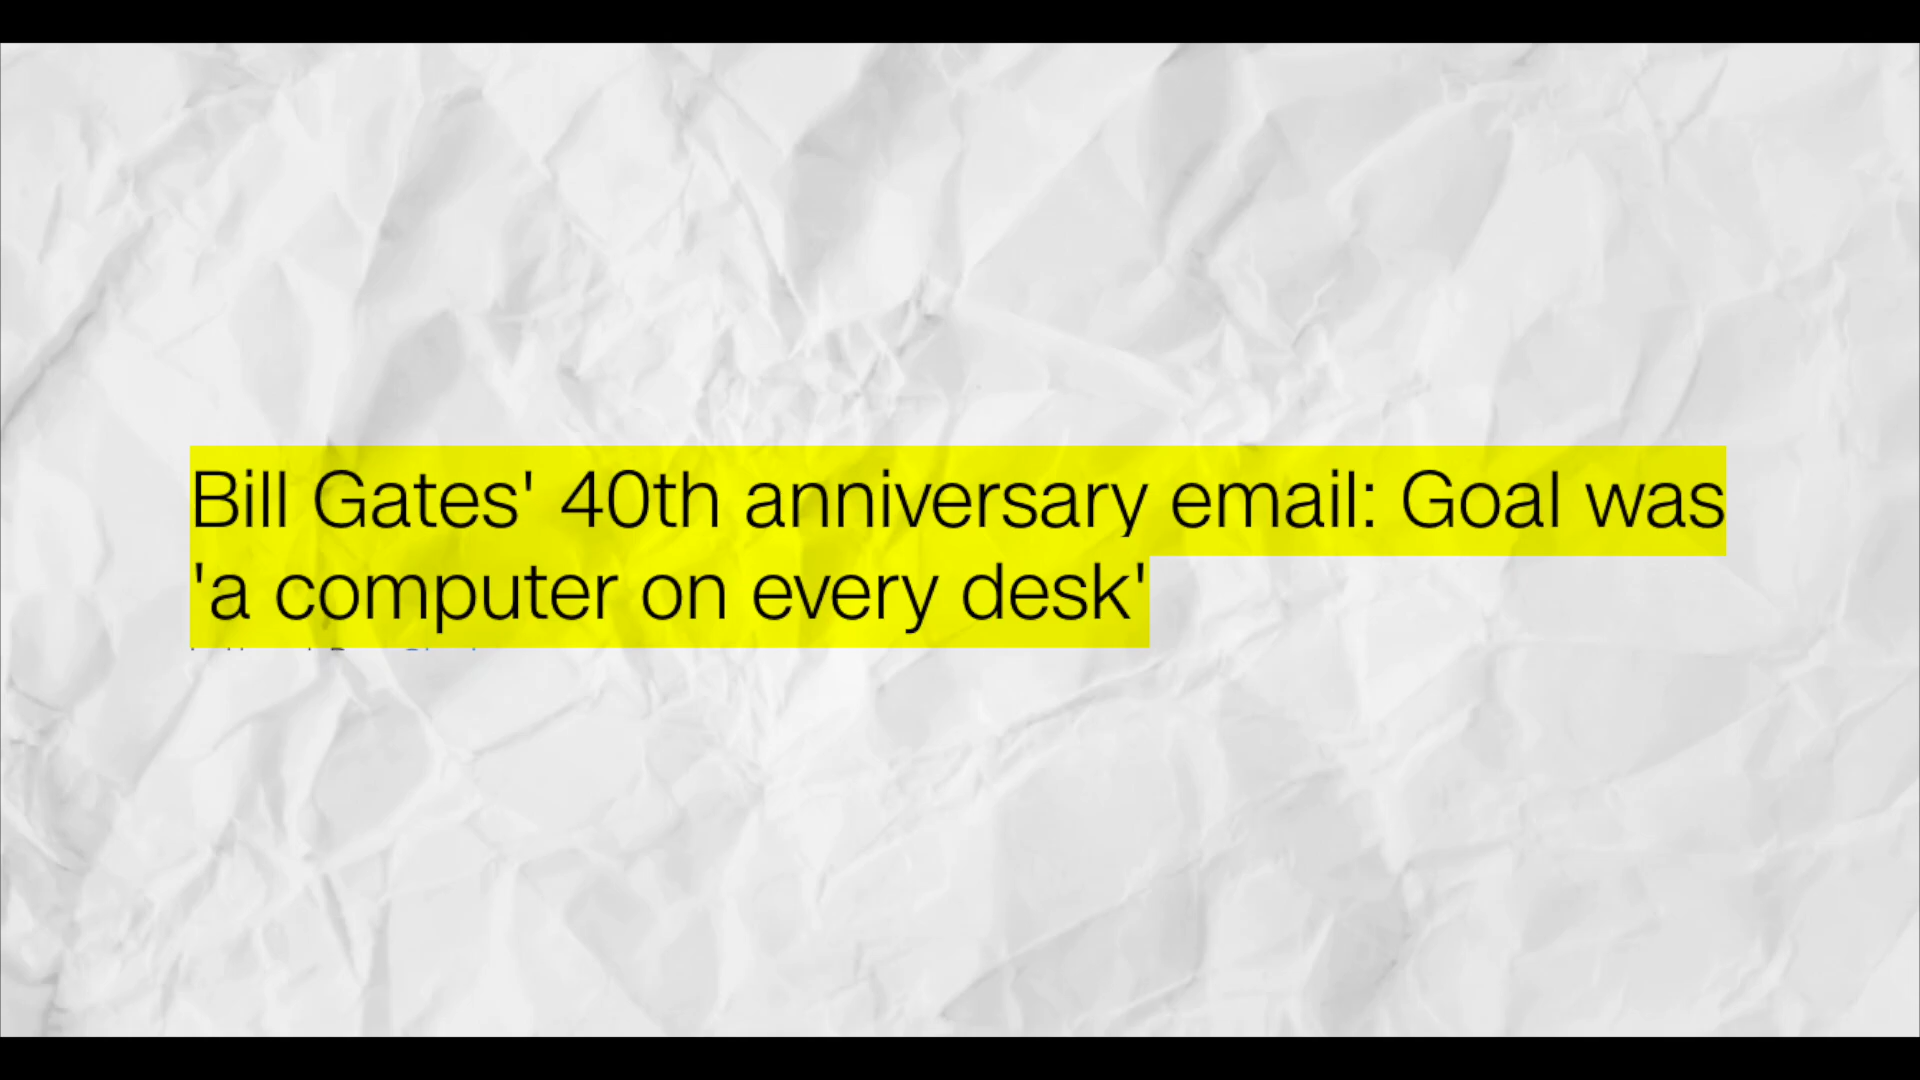 Bill Gates' 40th anniversary email: Goal was
'a computer on every desk'